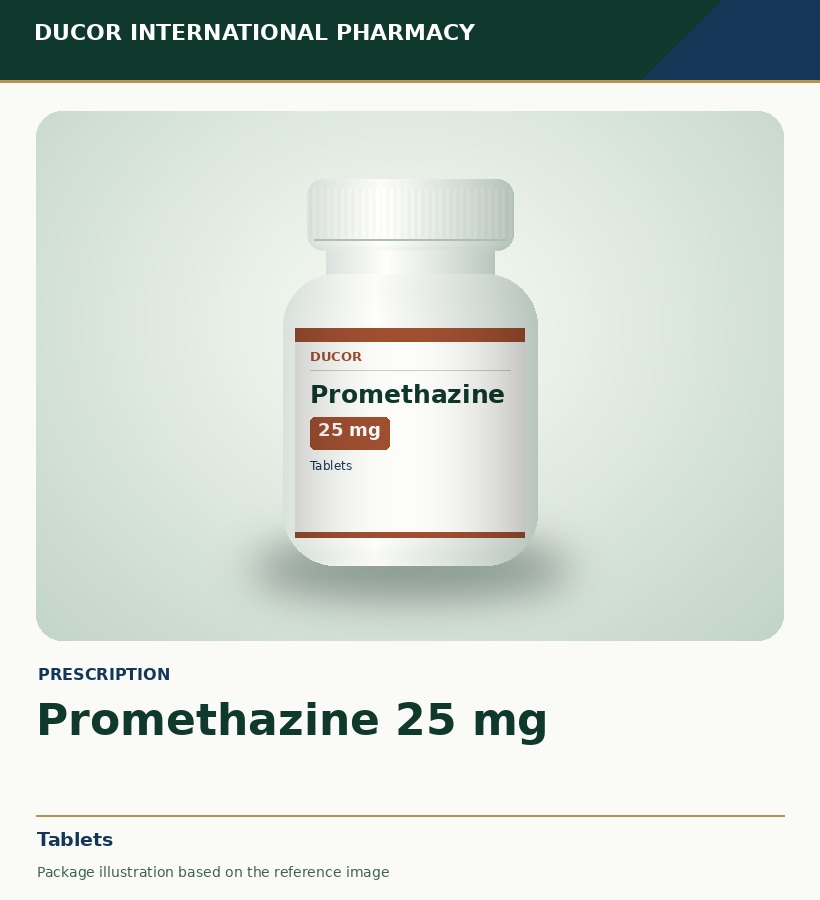 DUCOR INTERNATIONAL PHARMACY
DUCOR
Promethazine
25 mg
Tablets
PRESCRIPTION
Promethazine 25 mg
Tablets
Package illustration based on the reference image